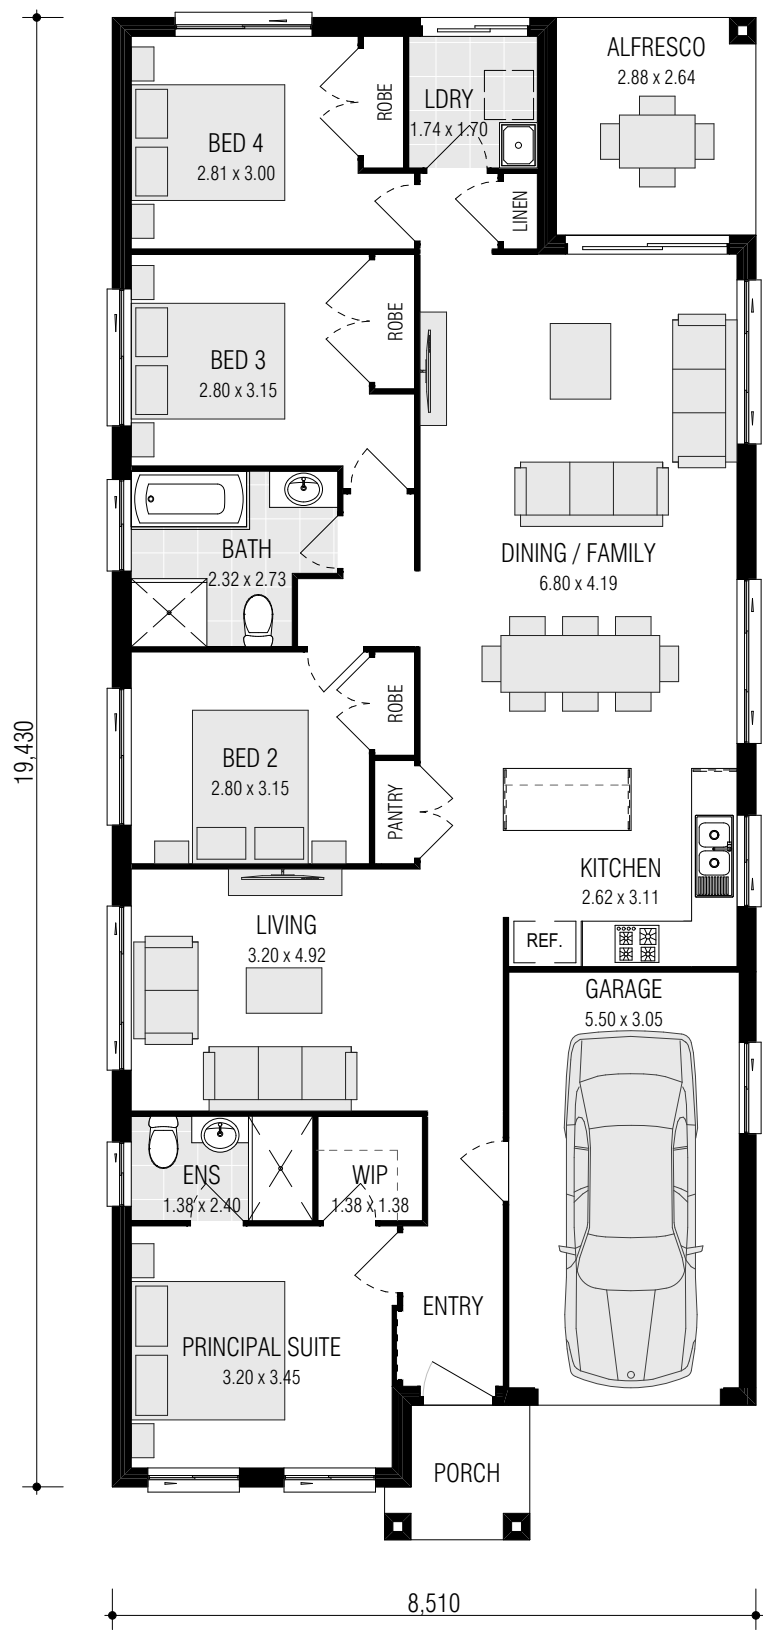 ALFRESCO
2.88 x 2.64
ROBE
LDRY
1.74 x 1.70
BED 4
2.81 x 3.00
LINEN
ROBE
BED 3
2.80 x 3.15
BATH
2.32 x 2.73
DINING / FAMILY
6.80 x 4.19
ROBE
19,430
BED 2
2.80 x 3.15
PANTRY
KITCHEN
2.62 x 3.11
LIVING
3.20 x 4.92
REF.
GARAGE
5.50 x 3.05
ENS
1.38 x 2.40
WIP
1.38 x 1.38
ENTRY
PRINCIPAL SUITE
3.20 x 3.45
PORCH
8,510